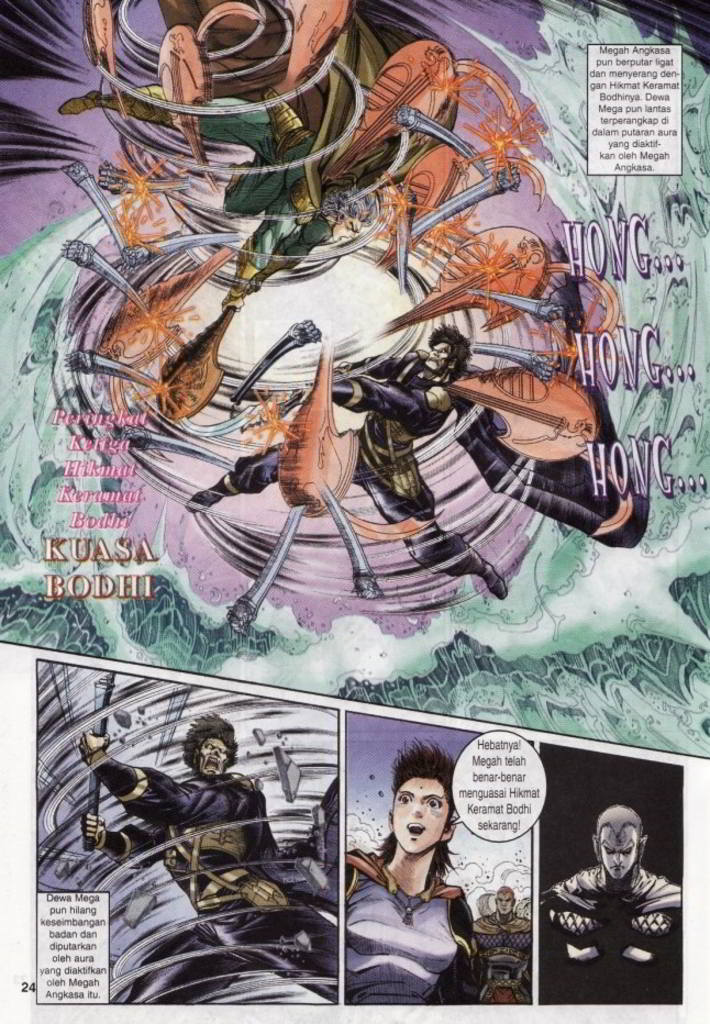 Megah Angkasa
pun berputar ligat
dan menyerang den-
gan Hikmat Keramat
Bodhinya. Dewa
Mega pun lantas
terperangkap di
dalam putaran aura
yang diaktif-
kan oleh Megah
Angkasa.
HONG...
HONG...
HONG...
Peringkat
Ketiga
Hikmat
Keramat
Bodhi
KUASA
BODHI
Dewa Mega
pun hilang
keseimbangan
badan dan
diputarkan
oleh aura
yang diaktifkan
oleh Megah
Angkasa itu.
Hebatnya!
Megah telah
benar-benar
menguasai Hikmat
Keramat Bodhi
sekarang!
24